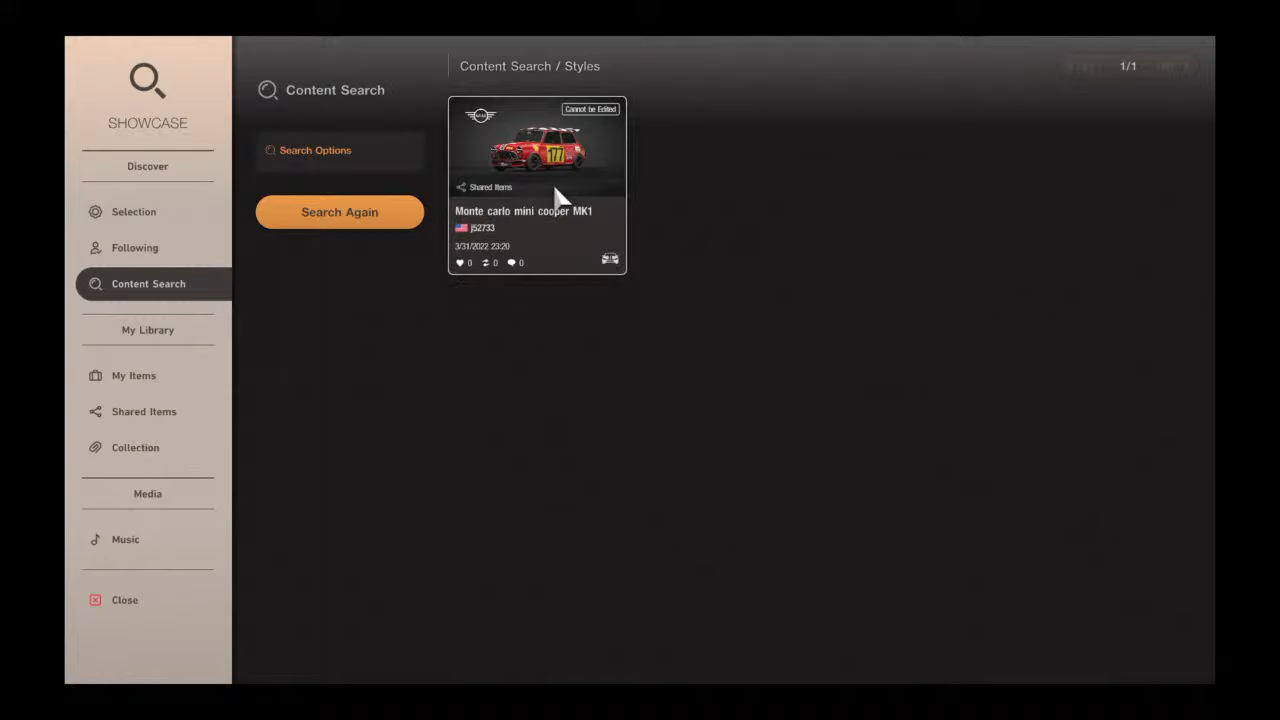 SHOWCASE
Discover
Selection
Following
Content Search
My Library
My Items
Shared Items
Collection
Media
Music
Close
Content Search
Search Options
Search Again
Content Search / Styles
1/1
Cannot be Edited
177
Shared Items
Monte carlo mini cooper MK1
j52733
3/31/2022 23:20
0 0 0